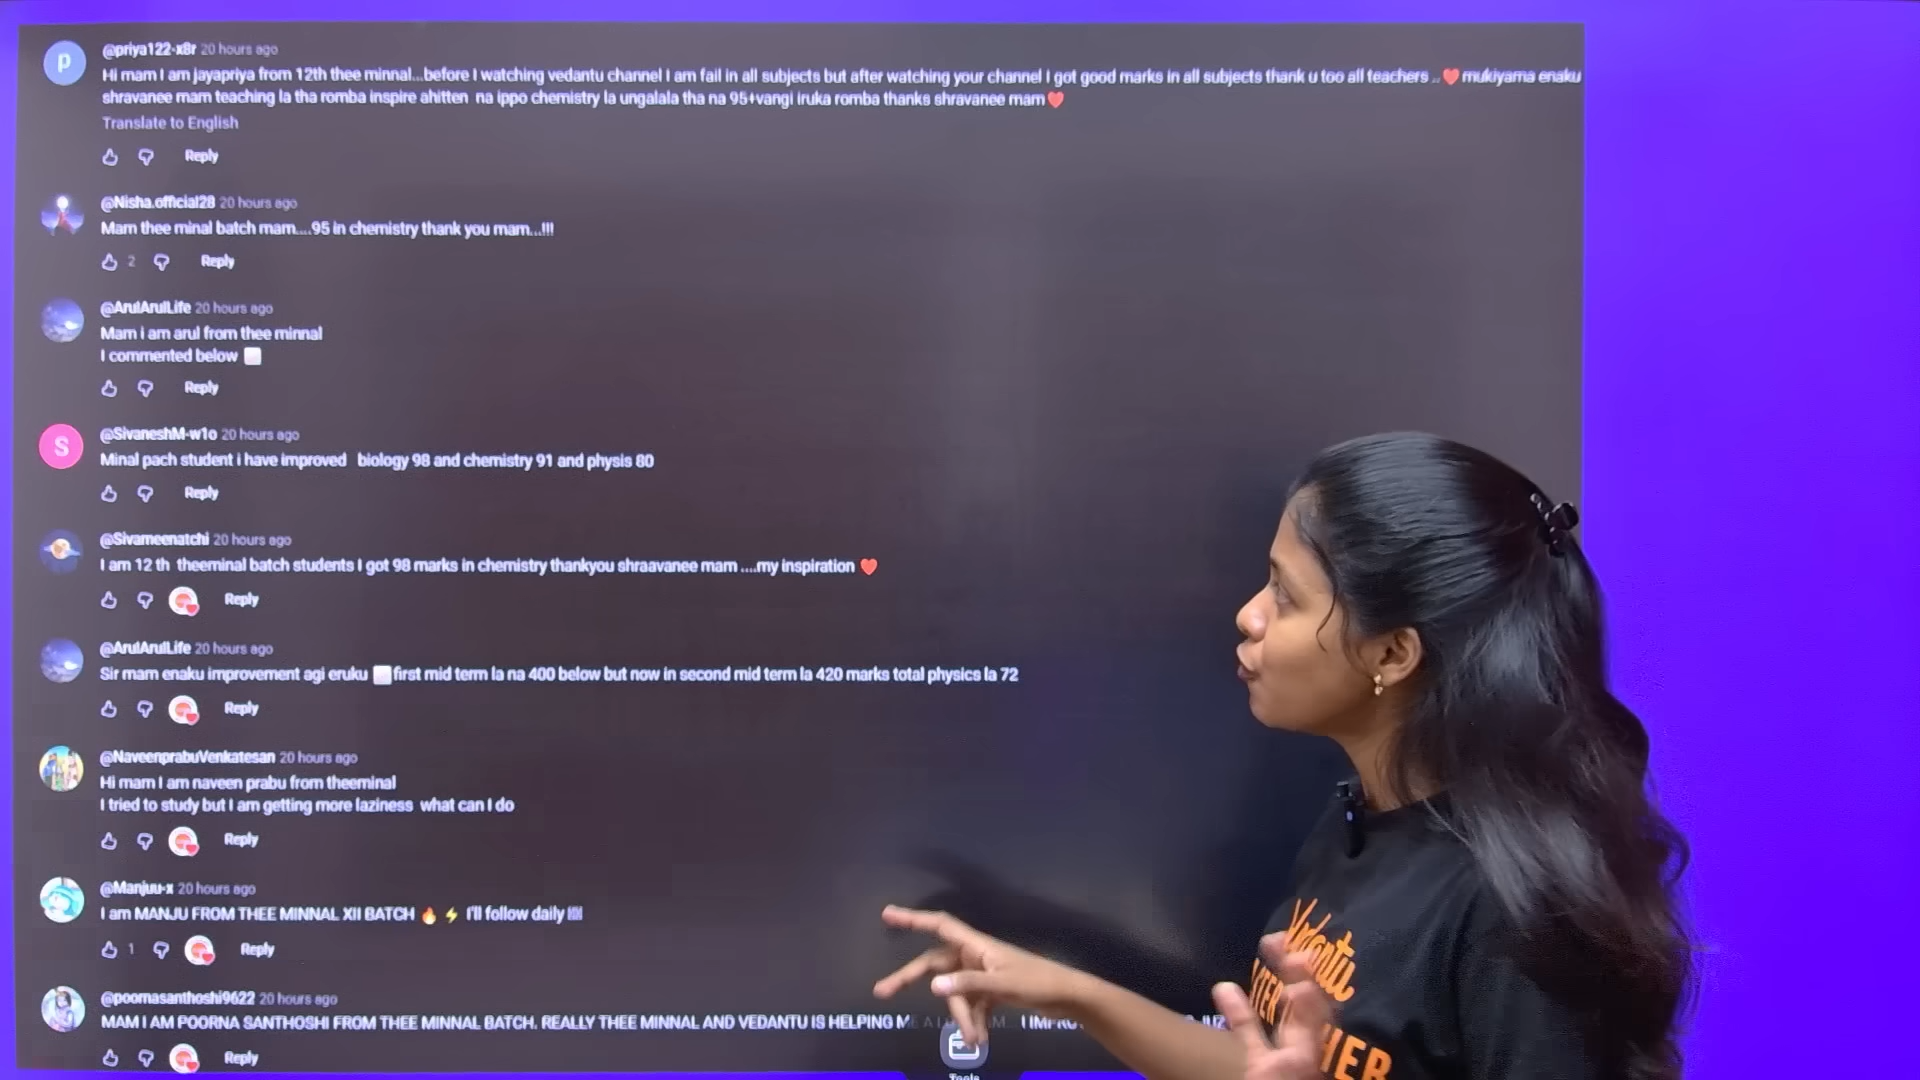 P
@priya122-x8r 20 hours ago
Hi mam I am jayapriya from 12th thee minnal...before I watching vedantu channel I am fail in all subjects but after watching your channel I got good marks in all subjects thank u too all teachers ..❤️ mukiyama enaku
shravanee mam teaching la tha romba inspire ahitten na ippo chemistry la ungalala tha na 95+vangi iruka romba thanks shravanee mam❤️
Translate to English
Reply
@Nisha.official28 20 hours ago
Mam thee minal batch mam....95 in chemistry thank you mam...!!!
2 Reply
@ArulArulLife 20 hours ago
Mam i am arul from thee minnal
I commented below
Reply
S
@SivaneshM-w1o 20 hours ago
Minal pach student i have improved biology 98 and chemistry 91 and physis 80
Reply
@Sivameenatchi 20 hours ago
I am 12 th theeminal batch students I got 98 marks in chemistry thankyou shraavanee mam ....my inspiration ❤️
Reply
@ArulArulLife 20 hours ago
Sir mam enaku improvement agi eruku first mid term la na 400 below but now in second mid term la 420 marks total physics la 72
Reply
@NaveenprabuVenkatesan 20 hours ago
Hi mam I am naveen prabu from theeminal
I tried to study but I am getting more laziness what can I do
Reply
@Manjuu-x 20 hours ago
I am MANJU FROM THEE MINNAL XII BATCH 🔥⚡ I'll follow daily
1 Reply
@poornasanthoshi9622 20 hours ago
MAM I AM POORNA SANTHOSHI FROM THEE MINNAL BATCH. REALLY THEE MINNAL AND VEDANTU IS HELPING
Reply
Tools
Vedantu